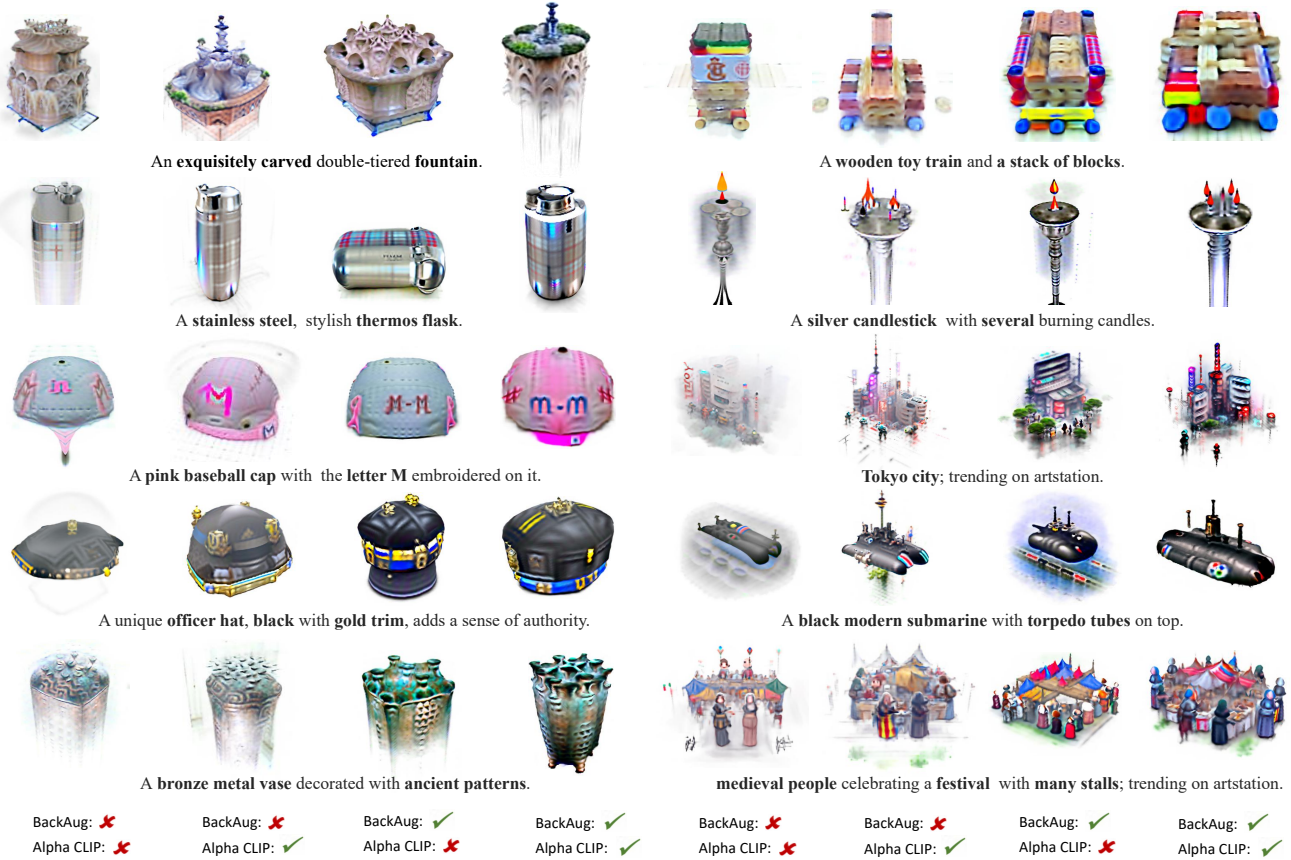 An exquisitely carved double-tiered fountain.
A wooden toy train and a stack of blocks.
A stainless steel, stylish thermos flask.
A silver candlestick with several burning candles.
M
M
M-M
m-m
A pink baseball cap with the letter M embroidered on it.
Tokyo city; trending on artstation.
A unique officer hat, black with gold trim, adds a sense of authority.
A black modern submarine with torpedo tubes on top.
A bronze metal vase decorated with ancient patterns.
medieval people celebrating a festival with many stalls; trending on artstation.
BackAug: ✘ BackAug: ✘ BackAug: ✓ BackAug: ✓ BackAug: ✘ BackAug: ✘ BackAug: ✓ BackAug: ✓
Alpha CLIP: ✘ Alpha CLIP: ✓ Alpha CLIP: ✘ Alpha CLIP: ✓ Alpha CLIP: ✘ Alpha CLIP: ✓ Alpha CLIP: ✘ Alpha CLIP: ✓